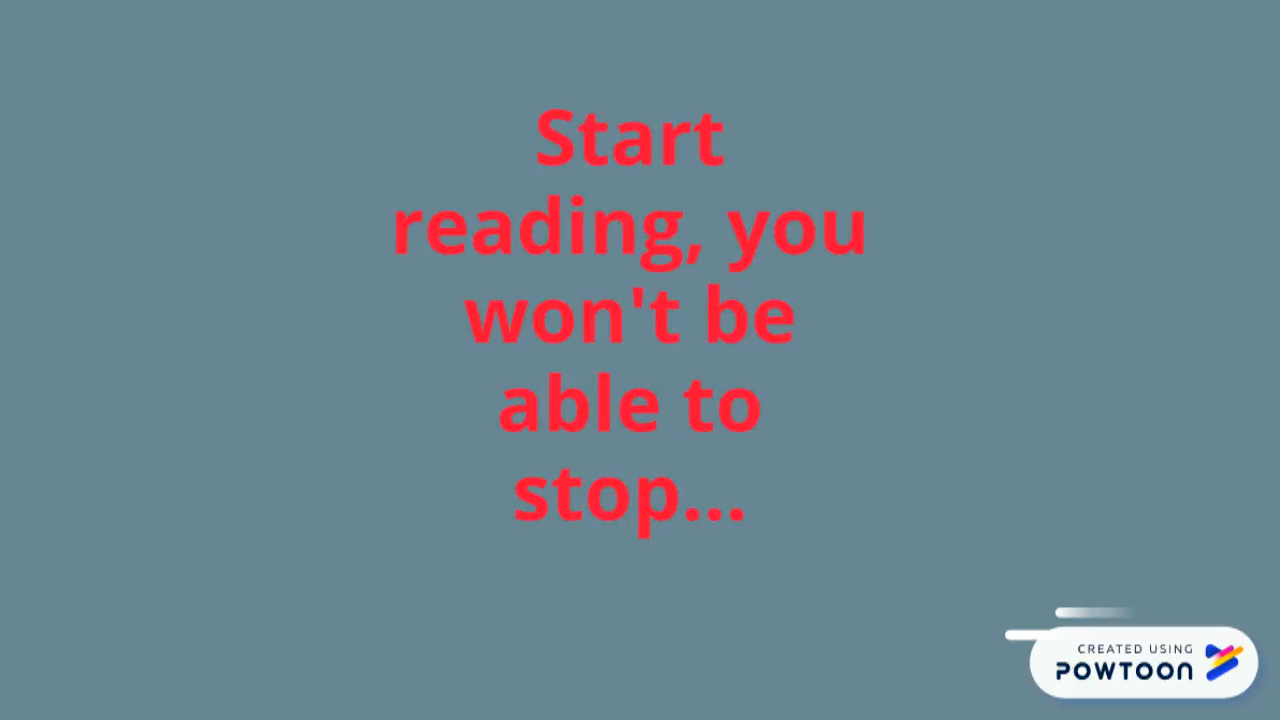 Start
reading, you
won't be
able to
stop...
CREATED USING
POWTOON